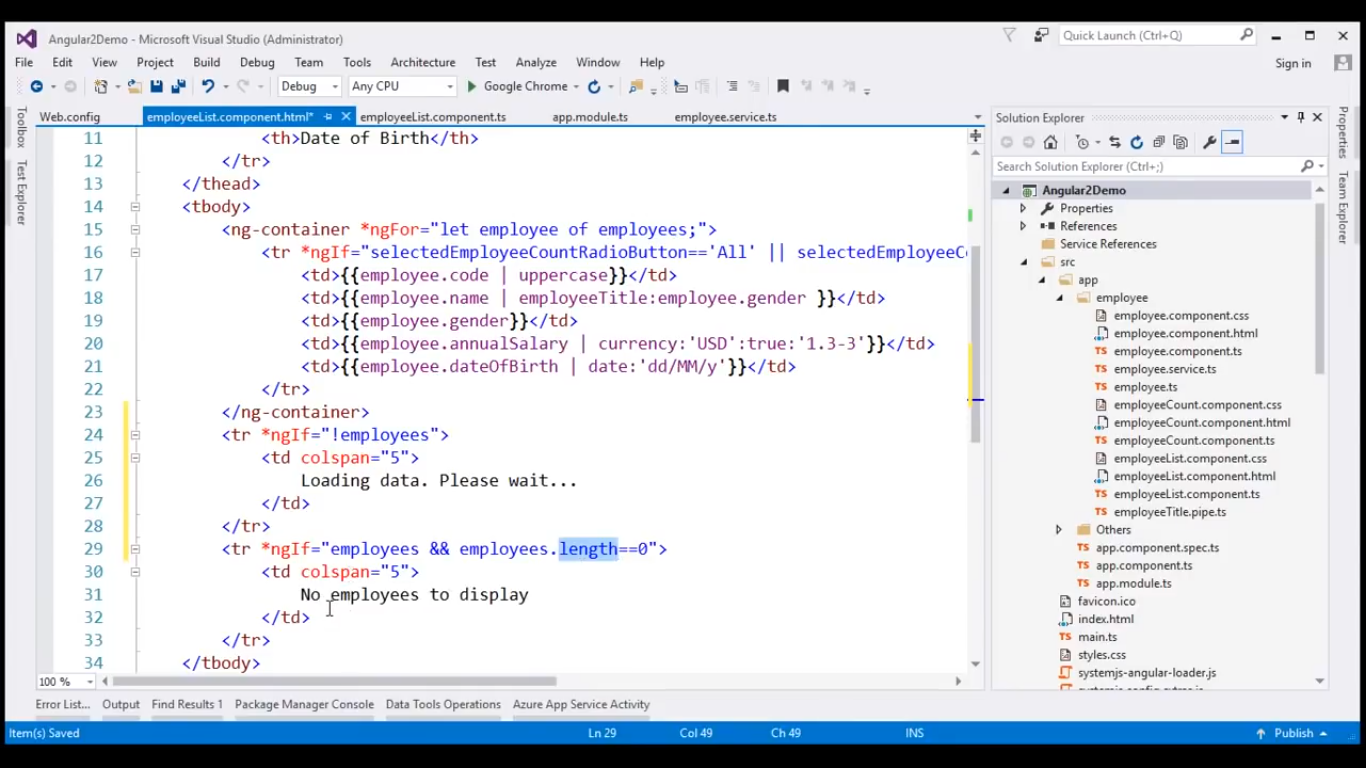 Angular2Demo - Microsoft Visual Studio (Administrator)
Quick Launch (Ctrl+Q)
File Edit View Project Build Debug Team Tools Architecture Test Analyze Window Help
Sign in
Debug Any CPU Google Chrome
Toolbox
Test Explorer
Web.config employeeList.component.html* employeeList.component.ts app.module.ts employee.service.ts
11 <th>Date of Birth</th>
12 </tr>
13 </thead>
14 <tbody>
15 <ng-container *ngFor="let employee of employees;">
16 <tr *ngIf="selectedEmployeeCountRadioButton=='All' || selectedEmployeeCo
17 <td>{{employee.code | uppercase}}</td>
18 <td>{{employee.name | employeeTitle:employee.gender }}</td>
19 <td>{{employee.gender}}</td>
20 <td>{{employee.annualSalary | currency:'USD':true:'1.3-3'}}</td>
21 <td>{{employee.dateOfBirth | date:'dd/MM/y'}}</td>
22 </tr>
23 </ng-container>
24 <tr *ngIf="!employees">
25 <td colspan="5">
26 Loading data. Please wait...
27 </td>
28 </tr>
29 <tr *ngIf="employees && employees.length==0">
30 <td colspan="5">
31 No employees to display
32 </td>
33 </tr>
34 </tbody>
100 %
Solution Explorer
Search Solution Explorer (Ctrl+;)
Angular2Demo
Properties
References
Service References
src
app
employee
employee.component.css
employee.component.html
employee.component.ts
employee.service.ts
employee.ts
employeeCount.component.css
employeeCount.component.html
employeeCount.component.ts
employeeList.component.css
employeeList.component.html
employeeList.component.ts
employeeTitle.pipe.ts
Others
app.component.spec.ts
app.component.ts
app.module.ts
favicon.ico
index.html
main.ts
styles.css
systemjs-angular-loader.js
Properties
Team Explorer
Error List... Output Find Results 1 Package Manager Console Data Tools Operations Azure App Service Activity
Item(s) Saved Ln 29 Col 49 Ch 49 INS Publish